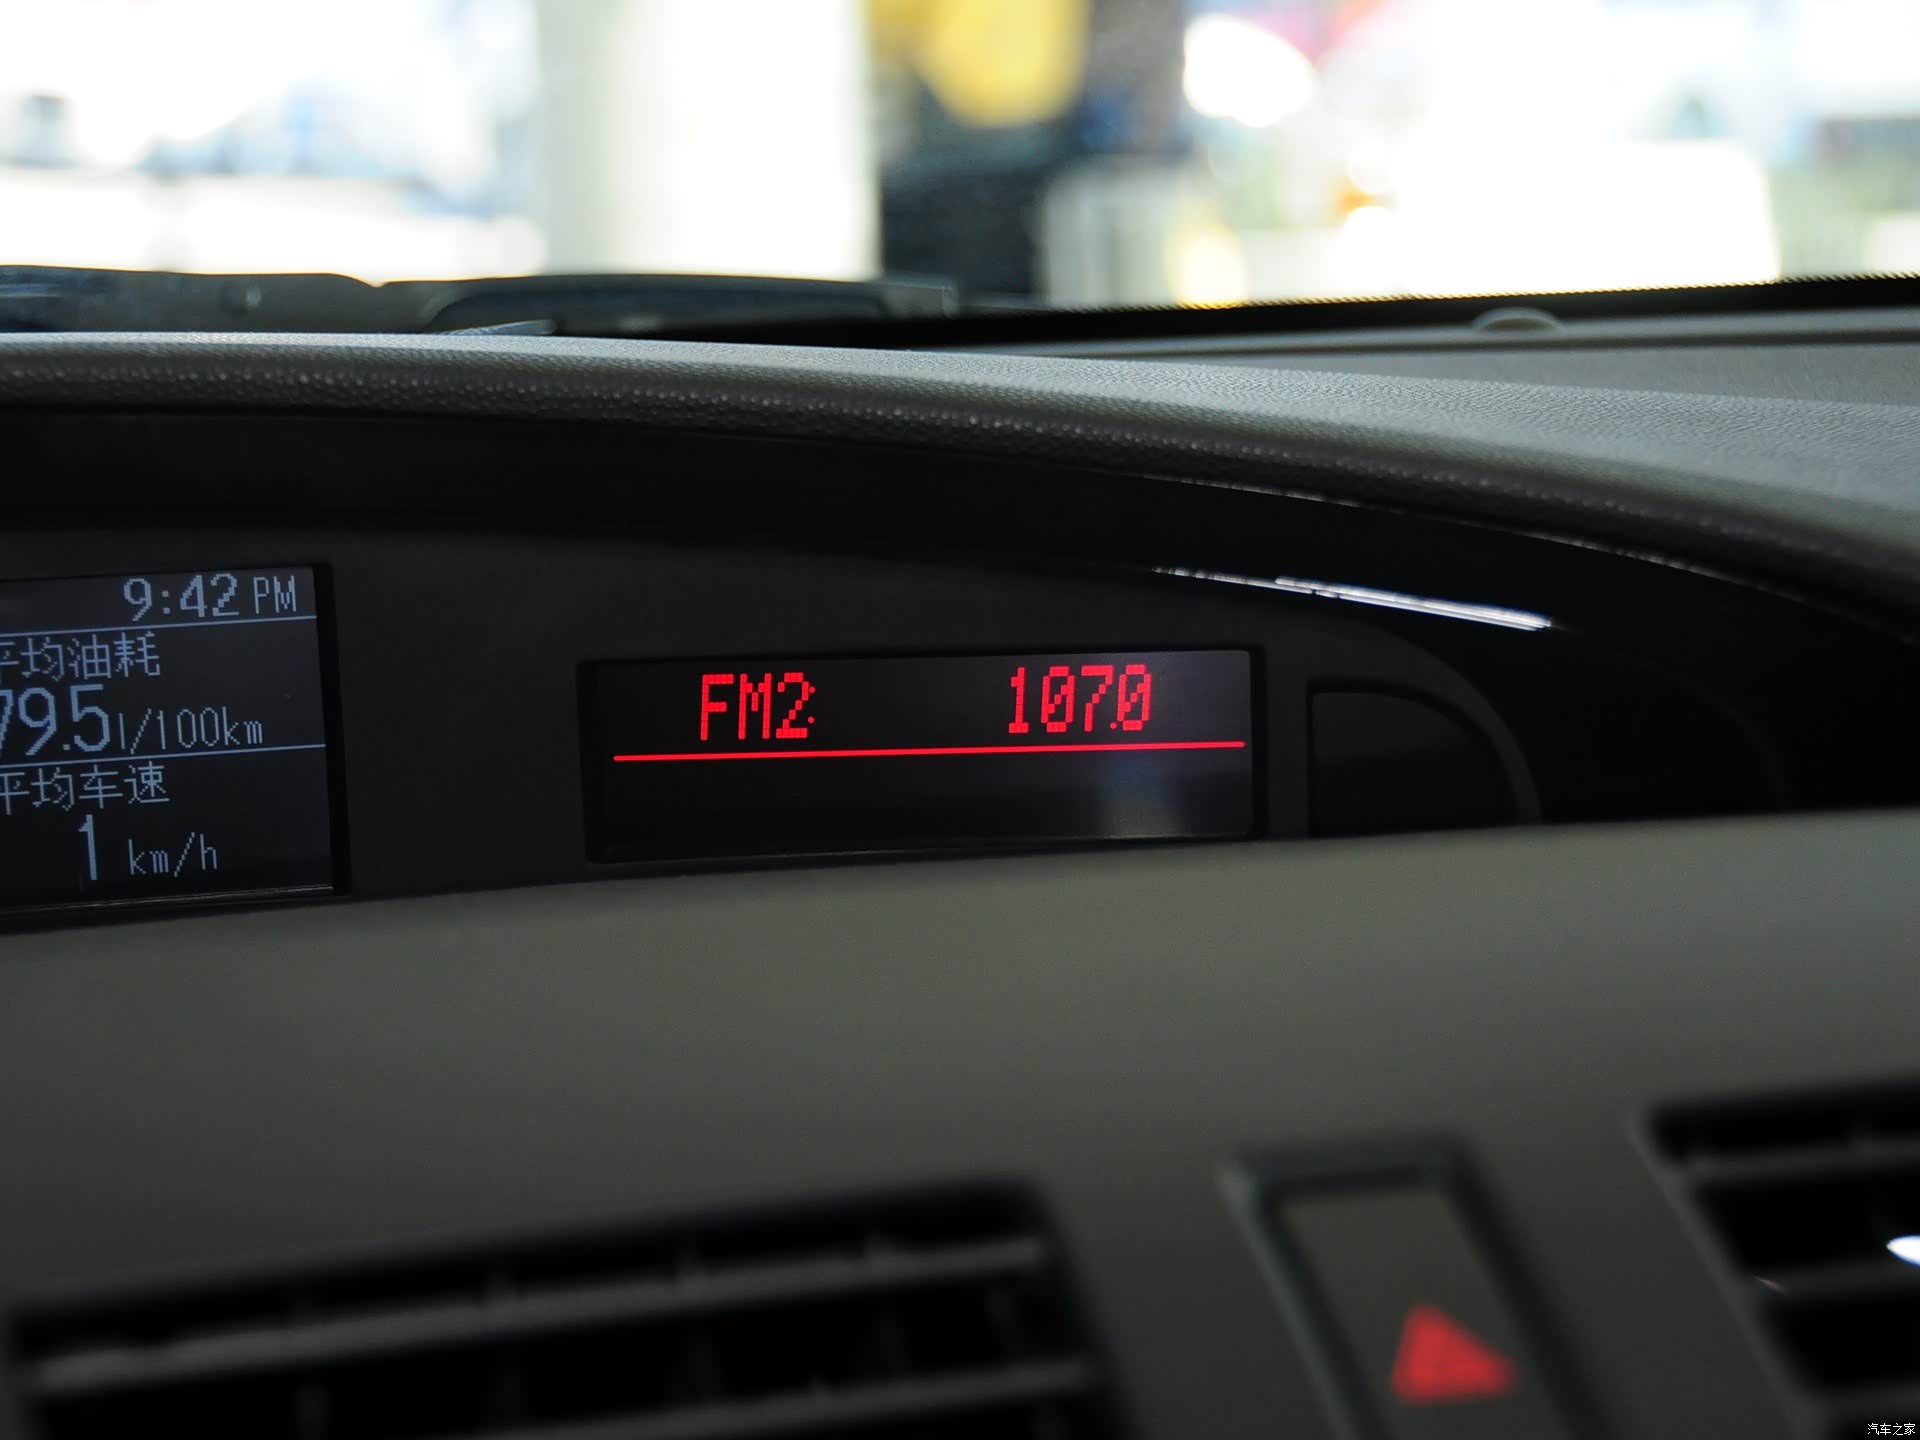 9:42 PM
平均油耗
79.5 l/100km
平均车速
1 km/h
FM2: 107.0
汽车之家